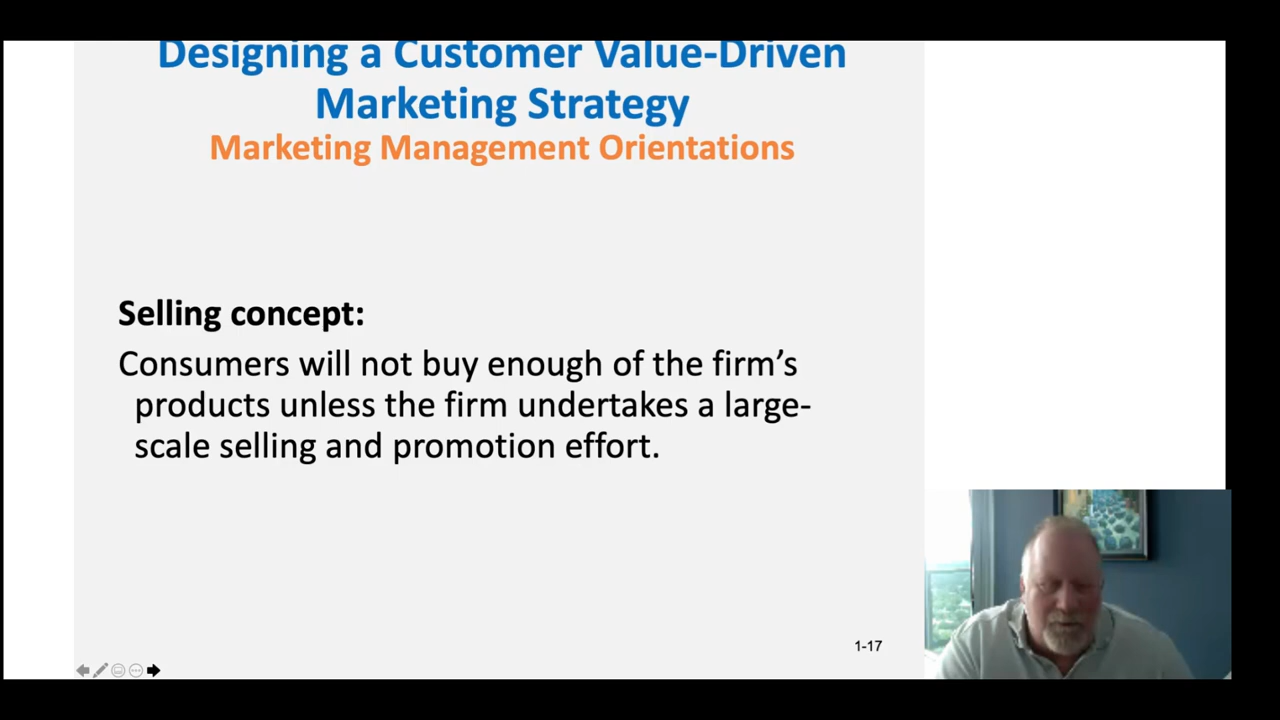 Designing a Customer Value-Driven
Marketing Strategy
Marketing Management Orientations
Selling concept:
Consumers will not buy enough of the firm’s
products unless the firm undertakes a large-
scale selling and promotion effort.
1-17